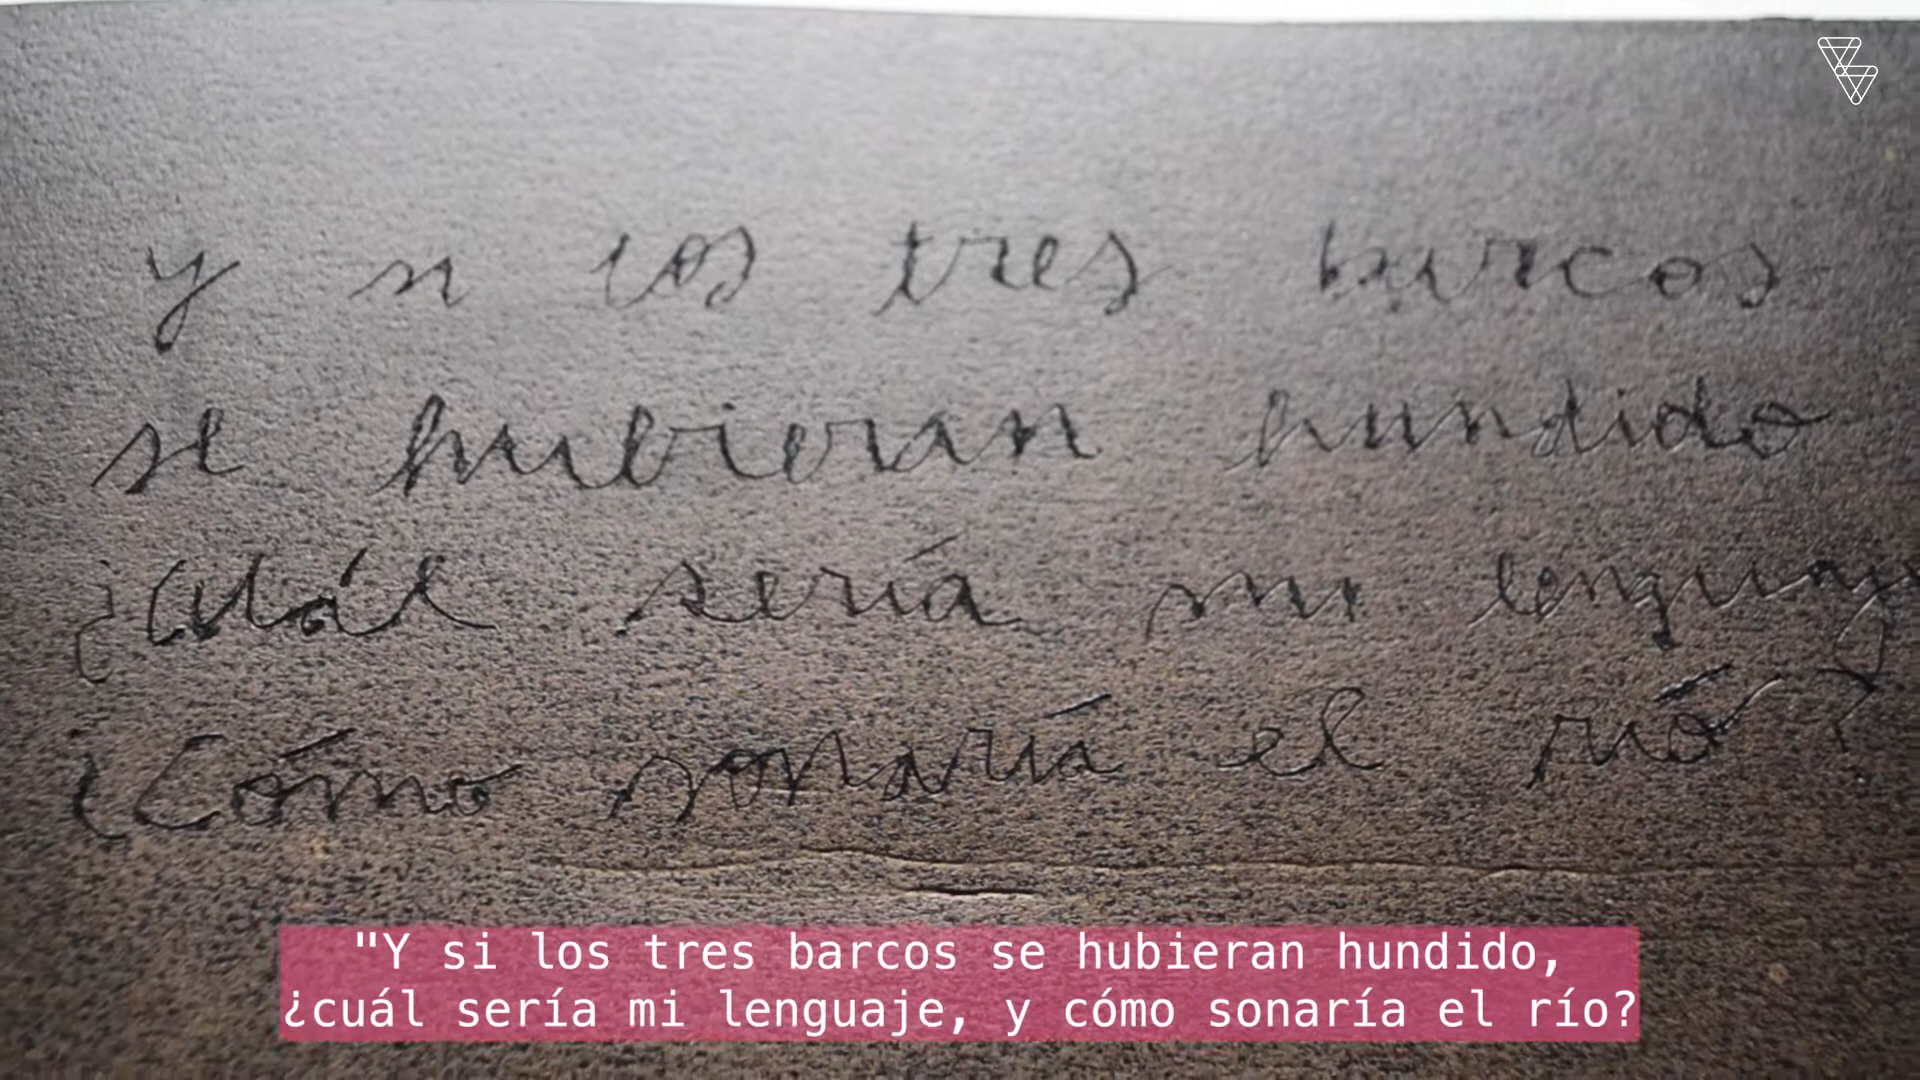 y si los tres barcos
se hubieran hundido
¿Cuál sería mi lenguaje
¿Cómo sonaría el río?
"Y si los tres barcos se hubieran hundido,
¿cuál sería mi lenguaje, y cómo sonaría el río?